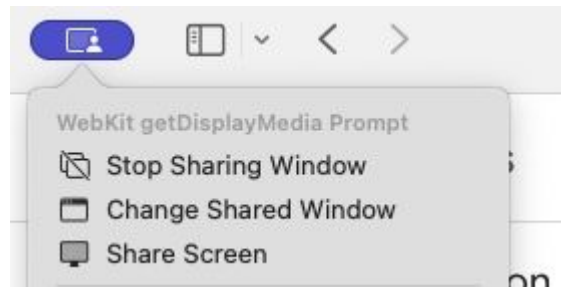 WebKit getDisplayMedia Prompt
Stop Sharing Window
Change Shared Window
Share Screen